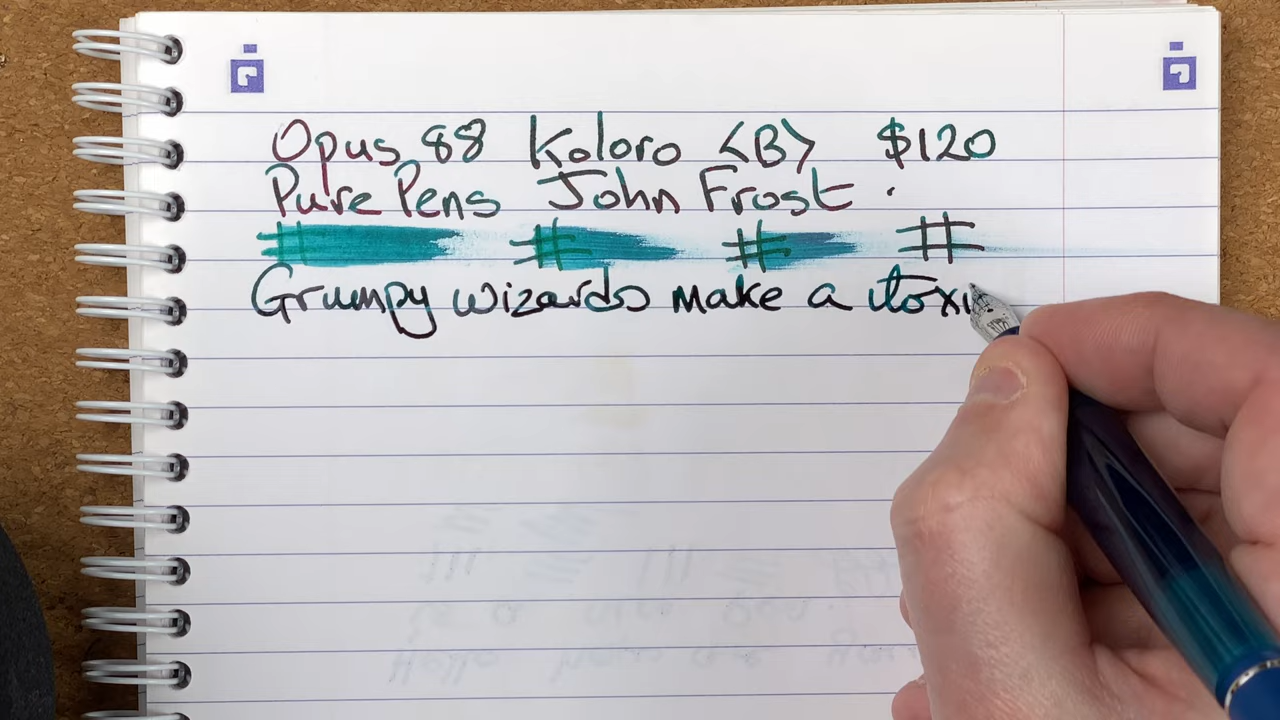 Opus 88 Koloro <B> $120
Pure Pens John Frost .
# # # #
Grumpy wizards make a toxi